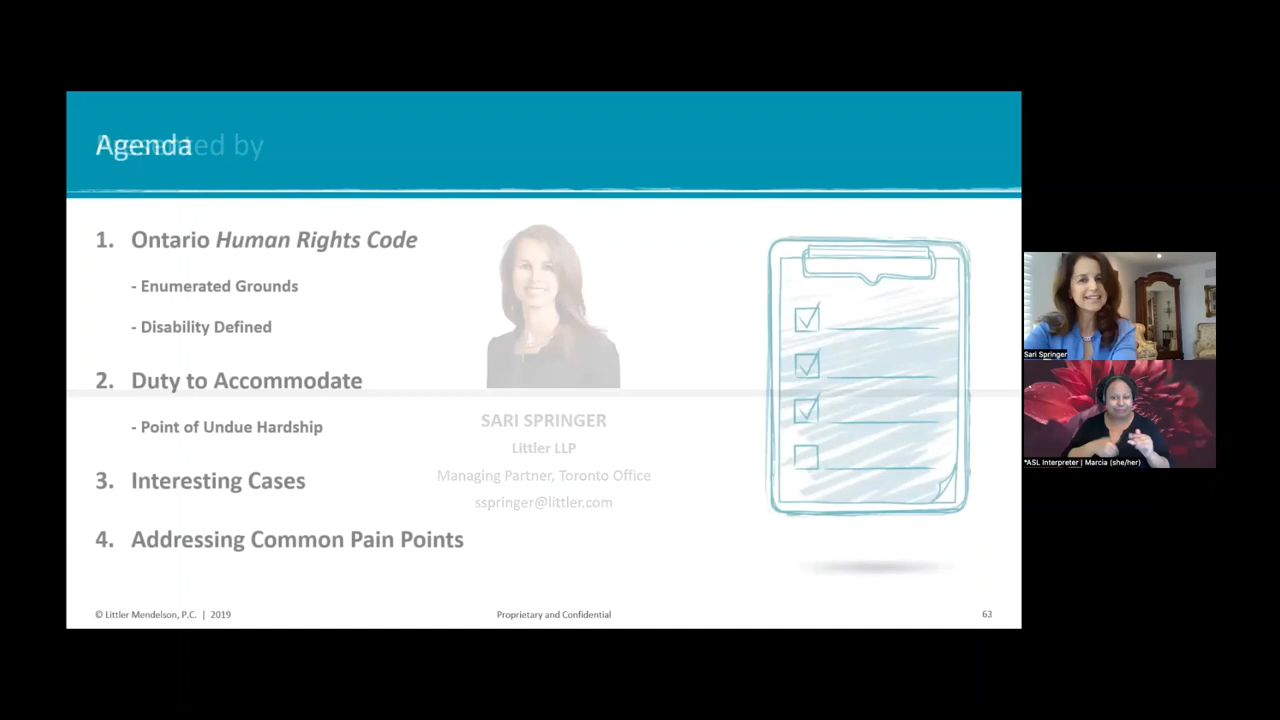 Agenda
Presented by
1. Ontario Human Rights Code
- Enumerated Grounds
- Disability Defined
2. Duty to Accommodate
- Point of Undue Hardship
3. Interesting Cases
4. Addressing Common Pain Points
SARI SPRINGER
Littler LLP
Managing Partner, Toronto Office
sspringer@littler.com
© Littler Mendelson, P.C. | 2019
Proprietary and Confidential
63
Sari Springer
*ASL Interpreter | Marcia (she/her)